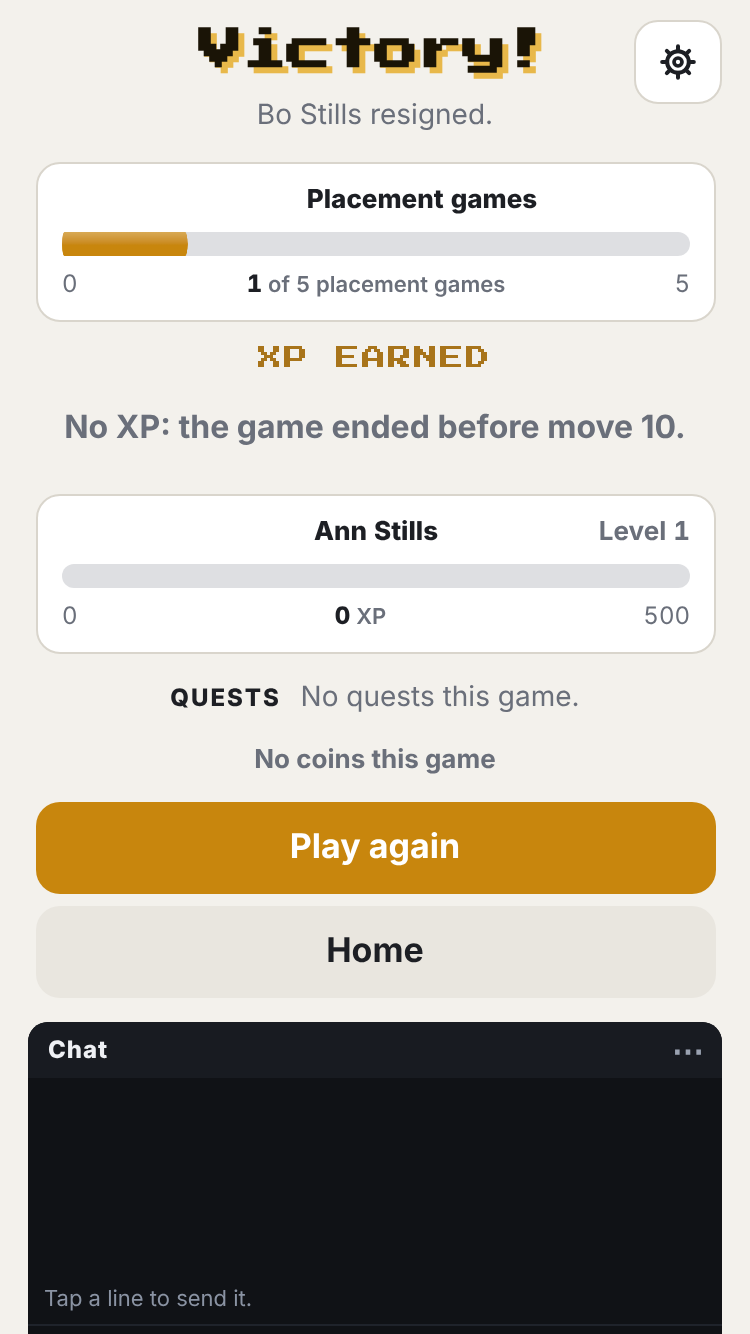 Victory!
Bo Stills resigned.
Placement games
0 1 of 5 placement games 5
XP EARNED
No XP: the game ended before move 10.
Ann Stills Level 1
0 0 XP 500
QUESTS No quests this game.
No coins this game
Play again
Home
Chat ...
Tap a line to send it.